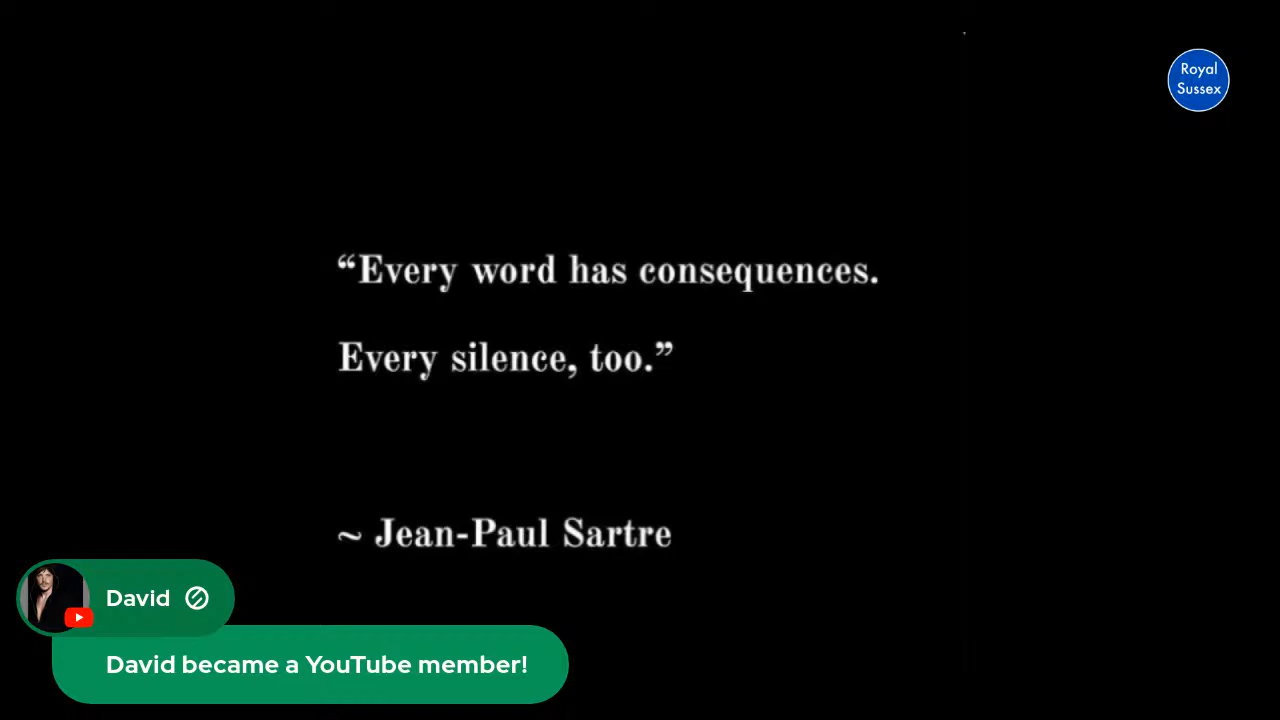 Royal
Sussex
“Every word has consequences.
Every silence, too.”
~ Jean-Paul Sartre
David
David became a YouTube member!